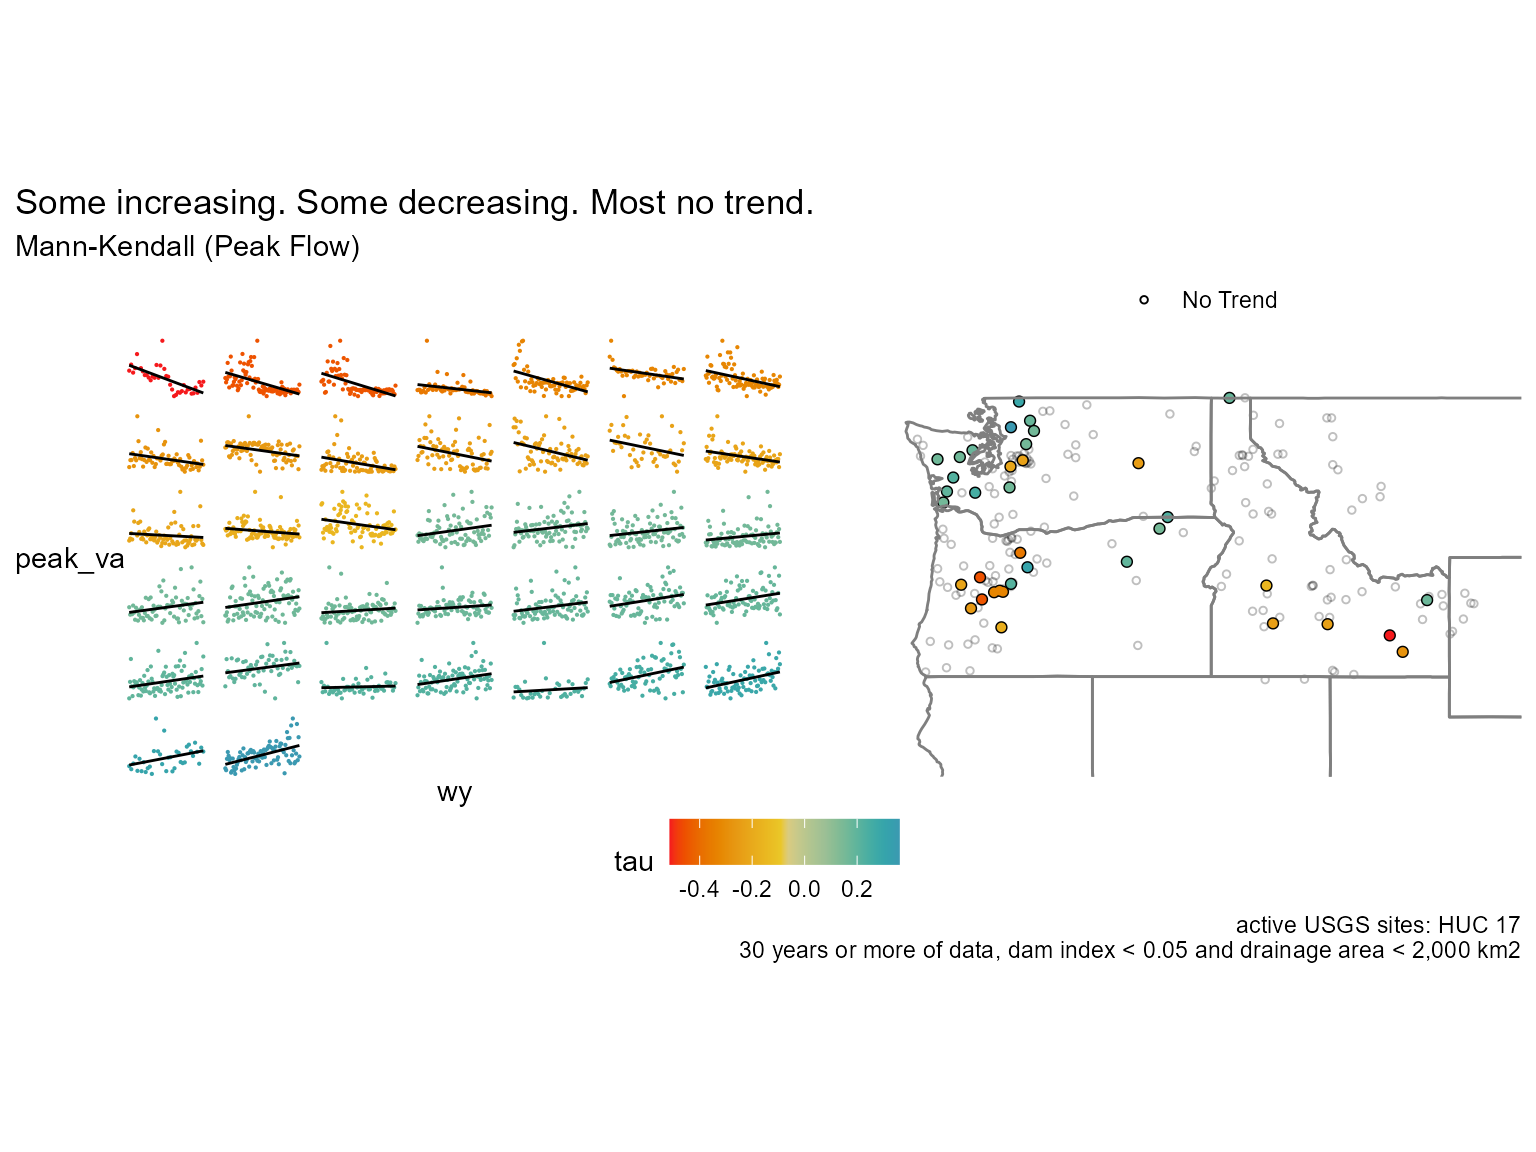 Some increasing. Some decreasing. Most no trend.
Mann-Kendall (Peak Flow)
No Trend
peak_va
wy
tau
-0.4 -0.2 0.0 0.2
active USGS sites: HUC 17
30 years or more of data, dam index < 0.05 and drainage area < 2,000 km2